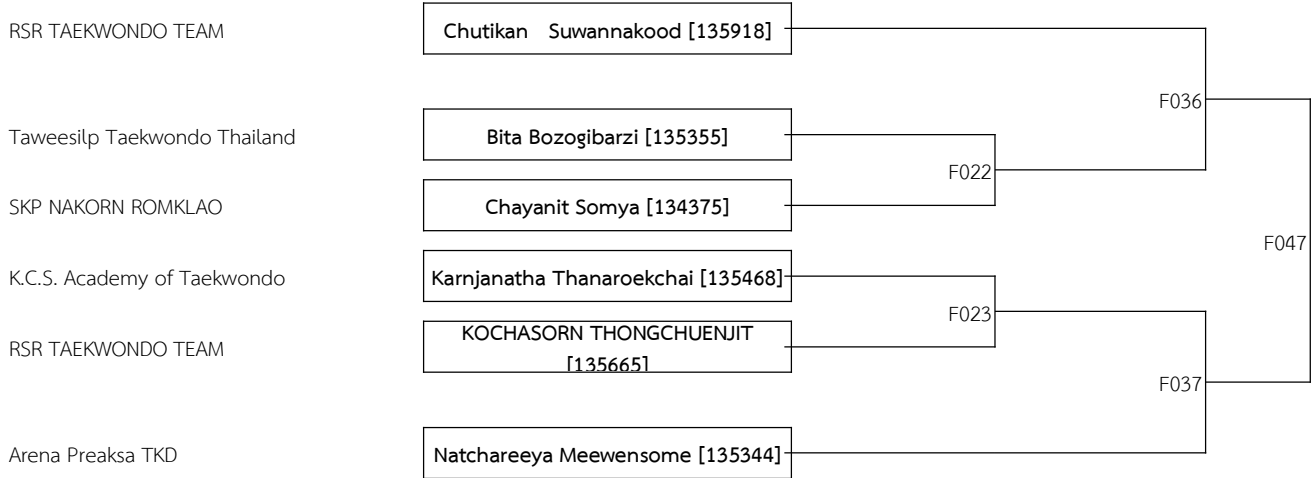 RSR TAEKWONDO TEAM
Chutikan Suwannakood [135918]
F036
Taweesilp Taekwondo Thailand
Bita Bozogibarzi [135355]
F022
SKP NAKORN ROMKLAO
Chayanit Somya [134375]
F047
K.C.S. Academy of Taekwondo
Karnjanatha Thanaroekchai [135468]
F023
RSR TAEKWONDO TEAM
KOCHASORN THONGCHUENJIT
[135665]
F037
Arena Preaksa TKD
Natchareeya Meewensome [135344]